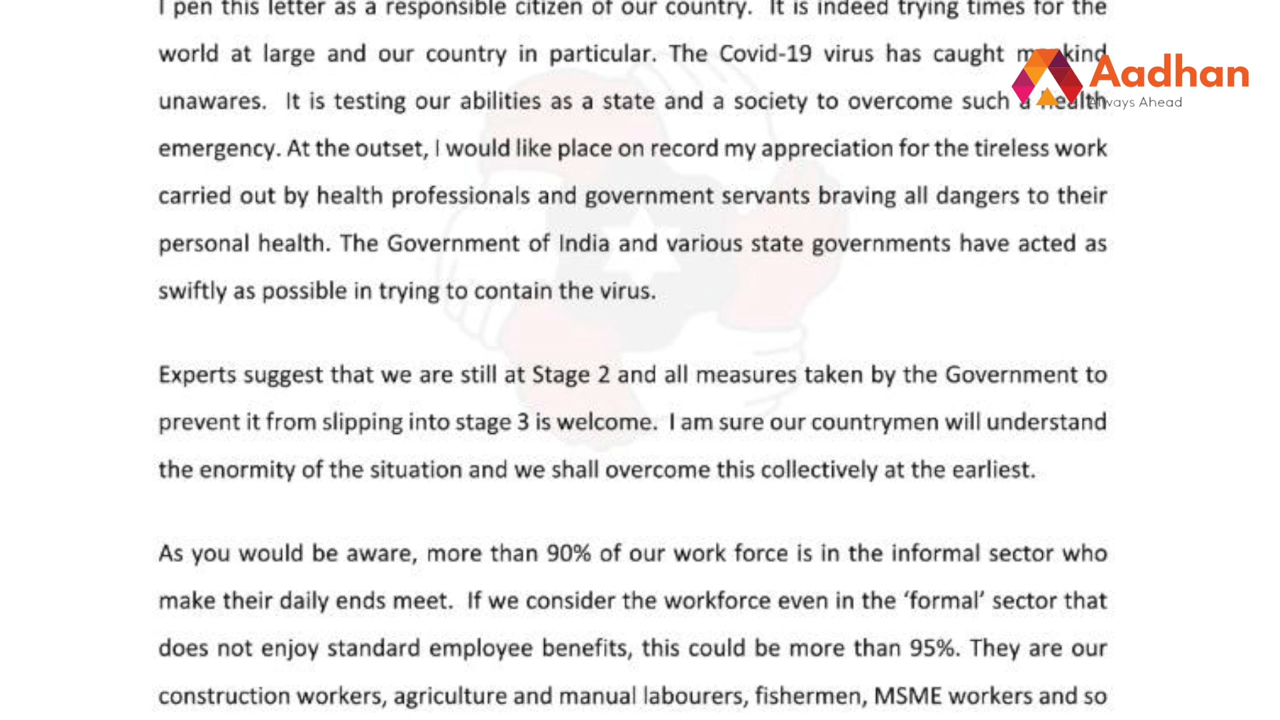 I pen this letter as a responsible citizen of our country. It is indeed trying times for the
world at large and our country in particular. The Covid-19 virus has caught
unawares. It is testing our abilities as a state and a society to overcome such a health
emergency. At the outset, I would like place on record my appreciation for the tireless work
carried out by health professionals and government servants braving all dangers to their
personal health. The Government of India and various state governments have acted as
swiftly as possible in trying to contain the virus.
Experts suggest that we are still at Stage 2 and all measures taken by the Government to
prevent it from slipping into stage 3 is welcome. I am sure our countrymen will understand
the enormity of the situation and we shall overcome this collectively at the earliest.
As you would be aware, more than 90% of our work force is in the informal sector who
make their daily ends meet. If we consider the workforce even in the ‘formal’ sector that
does not enjoy standard employee benefits, this could be more than 95%. They are our
construction workers, agriculture and manual labourers, fishermen, MSME workers and so
Aadhan
Always Ahead